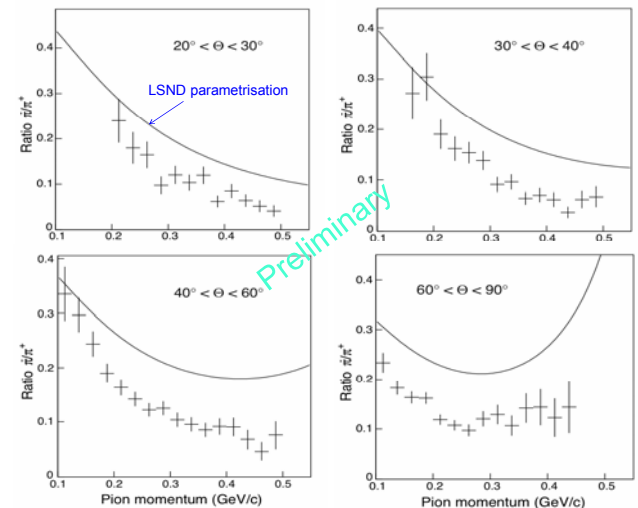 20° < Θ < 30°
LSND parametrisation
Ratio π⁻/π⁺
0.4
0.3
0.2
0.1
0
0.1 0.2 0.3 0.4 0.5
30° < Θ < 40°
Ratio π⁻/π⁺
0.4
0.3
0.2
0.1
0
0.1 0.2 0.3 0.4 0.5
Preliminary
40° < Θ < 60°
Ratio π⁻/π⁺
0.4
0.3
0.2
0.1
0
0.1 0.2 0.3 0.4 0.5
Pion momentum (GeV/c)
60° < Θ < 90°
Ratio π⁻/π⁺
0.4
0.3
0.2
0.1
0
0.1 0.2 0.3 0.4 0.5
Pion momentum (GeV/c)